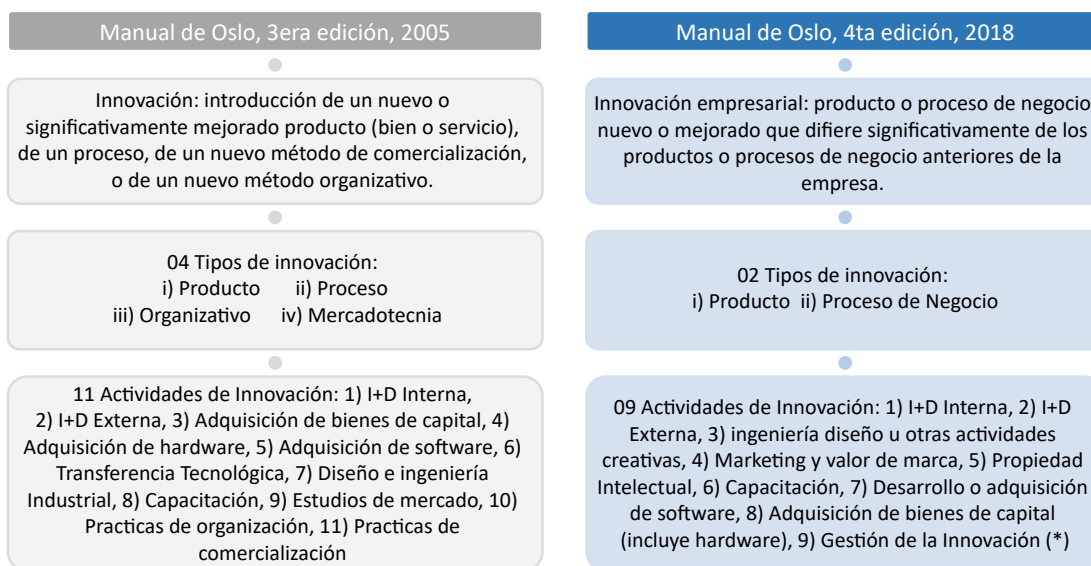 Manual de Oslo, 3era edición, 2005
Innovación: introducción de un nuevo o
significativamente mejorado producto (bien o servicio),
de un proceso, de un nuevo método de comercialización,
o de un nuevo método organizativo.
04 Tipos de innovación:
i) Producto ii) Proceso
iii) Organizativo iv) Mercadotecnia
11 Actividades de Innovación: 1) I+D Interna,
2) I+D Externa, 3) Adquisición de bienes de capital, 4)
Adquisición de hardware, 5) Adquisición de software, 6)
Transferencia Tecnológica, 7) Diseño e ingeniería
Industrial, 8) Capacitación, 9) Estudios de mercado, 10)
Practicas de organización, 11) Practicas de
comercialización
Manual de Oslo, 4ta edición, 2018
Innovación empresarial: producto o proceso de negocio
nuevo o mejorado que difiere significativamente de los
productos o procesos de negocio anteriores de la
empresa.
02 Tipos de innovación:
i) Producto ii) Proceso de Negocio
09 Actividades de Innovación: 1) I+D Interna, 2) I+D
Externa, 3) ingeniería diseño u otras actividades
creativas, 4) Marketing y valor de marca, 5) Propiedad
Intelectual, 6) Capacitación, 7) Desarrollo o adquisición
de software, 8) Adquisición de bienes de capital
(incluye hardware), 9) Gestión de la Innovación (*)